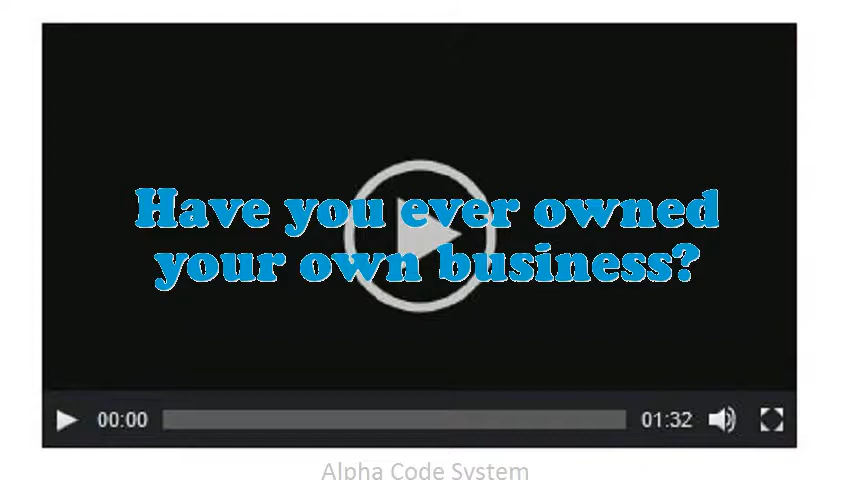 Have you ever owned
your own business?
00:00
01:32
Alpha Code System